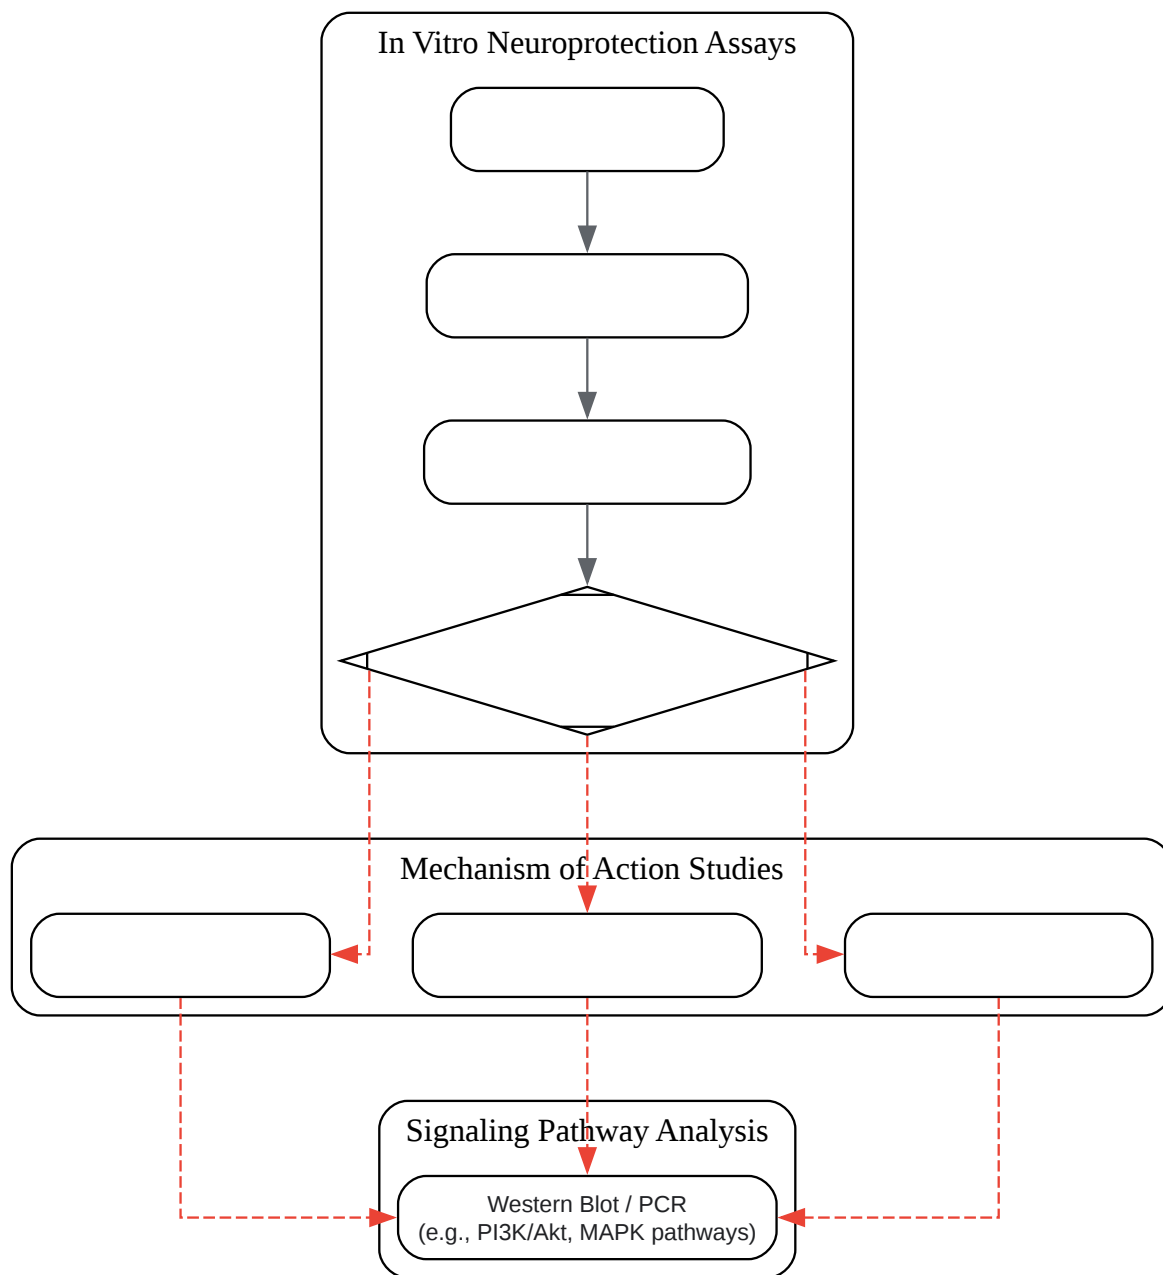 In Vitro Neuroprotection Assays
Mechanism of Action Studies
Signaling Pathway Analysis
Western Blot / PCR
(e.g., PI3K/Akt, MAPK pathways)